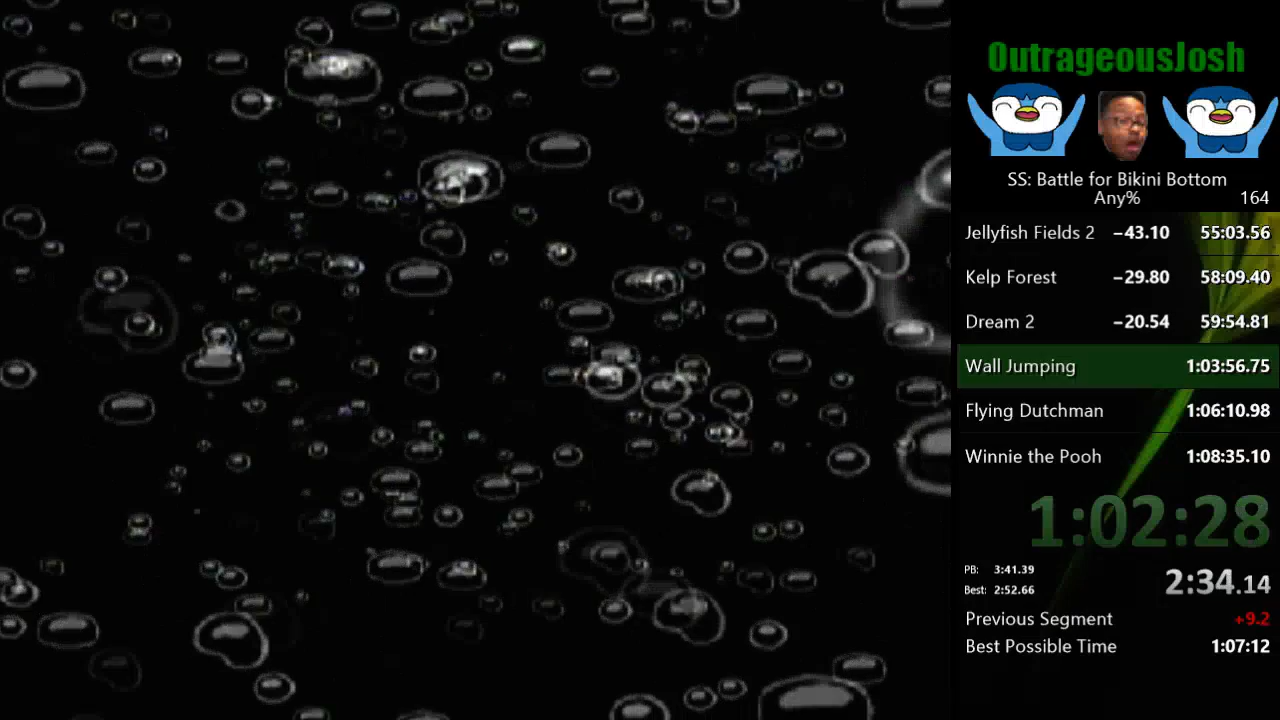 OutrageousJosh
SS: Battle for Bikini Bottom
Any% 164
Jellyfish Fields 2 −43.10 55:03.56
Kelp Forest −29.80 58:09.40
Dream 2 −20.54 59:54.81
Wall Jumping 1:03:56.75
Flying Dutchman 1:06:10.98
Winnie the Pooh 1:08:35.10
1:02:28
PB: 3:41.39
Best: 2:52.66
2:34.14
Previous Segment +9.2
Best Possible Time 1:07:12